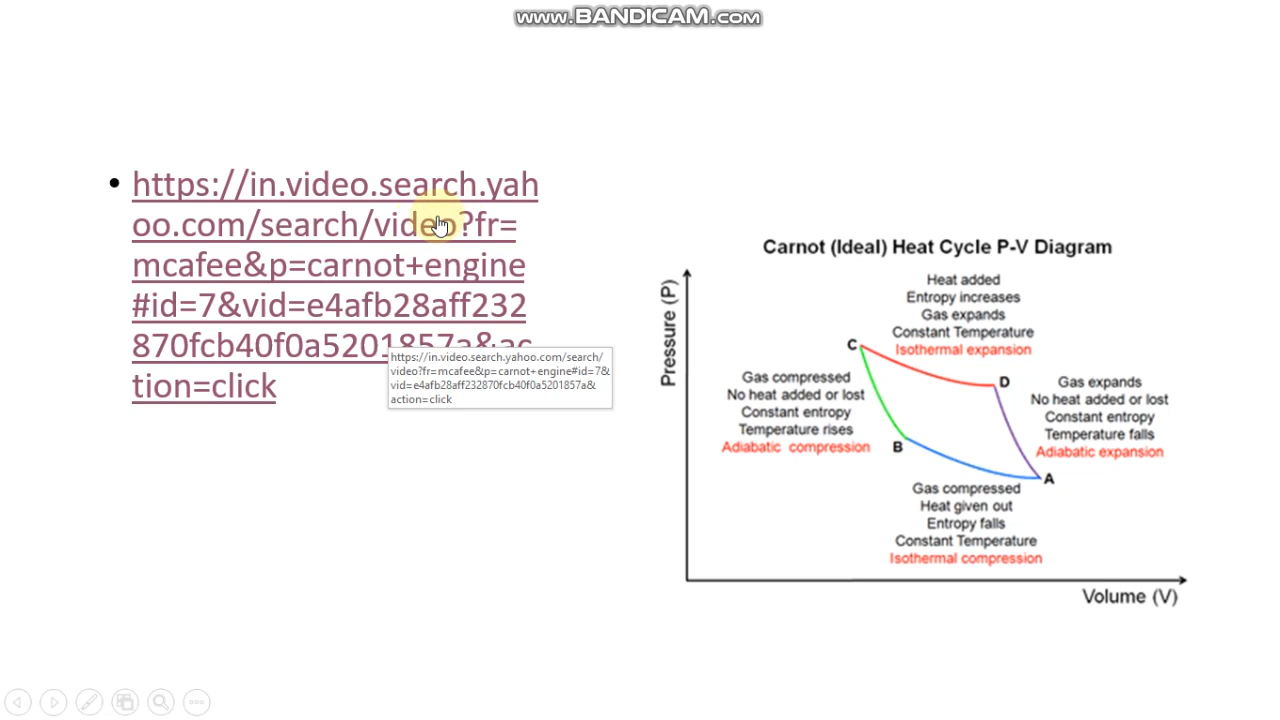 www.BANDICAM.com
• https://in.video.search.yah
oo.com/search/video?fr=
mcafee&p=carnot+engine
#id=7&vid=e4afb28aff232
870fcb40f0a5201857a&ac
tion=click
https://in.video.search.yahoo.com/search/
video?fr=mcafee&p=carnot+engine#id=7&
vid=e4afb28aff232870fcb40f0a5201857a&
action=click
Carnot (Ideal) Heat Cycle P-V Diagram
Pressure (P)
Heat added
Entropy increases
Gas expands
Constant Temperature
Isothermal expansion
C
D
Gas compressed
No heat added or lost
Constant entropy
Temperature rises
Adiabatic compression
Gas expands
No heat added or lost
Constant entropy
Temperature falls
Adiabatic expansion
B
A
Gas compressed
Heat given out
Entropy falls
Constant Temperature
Isothermal compression
Volume (V)